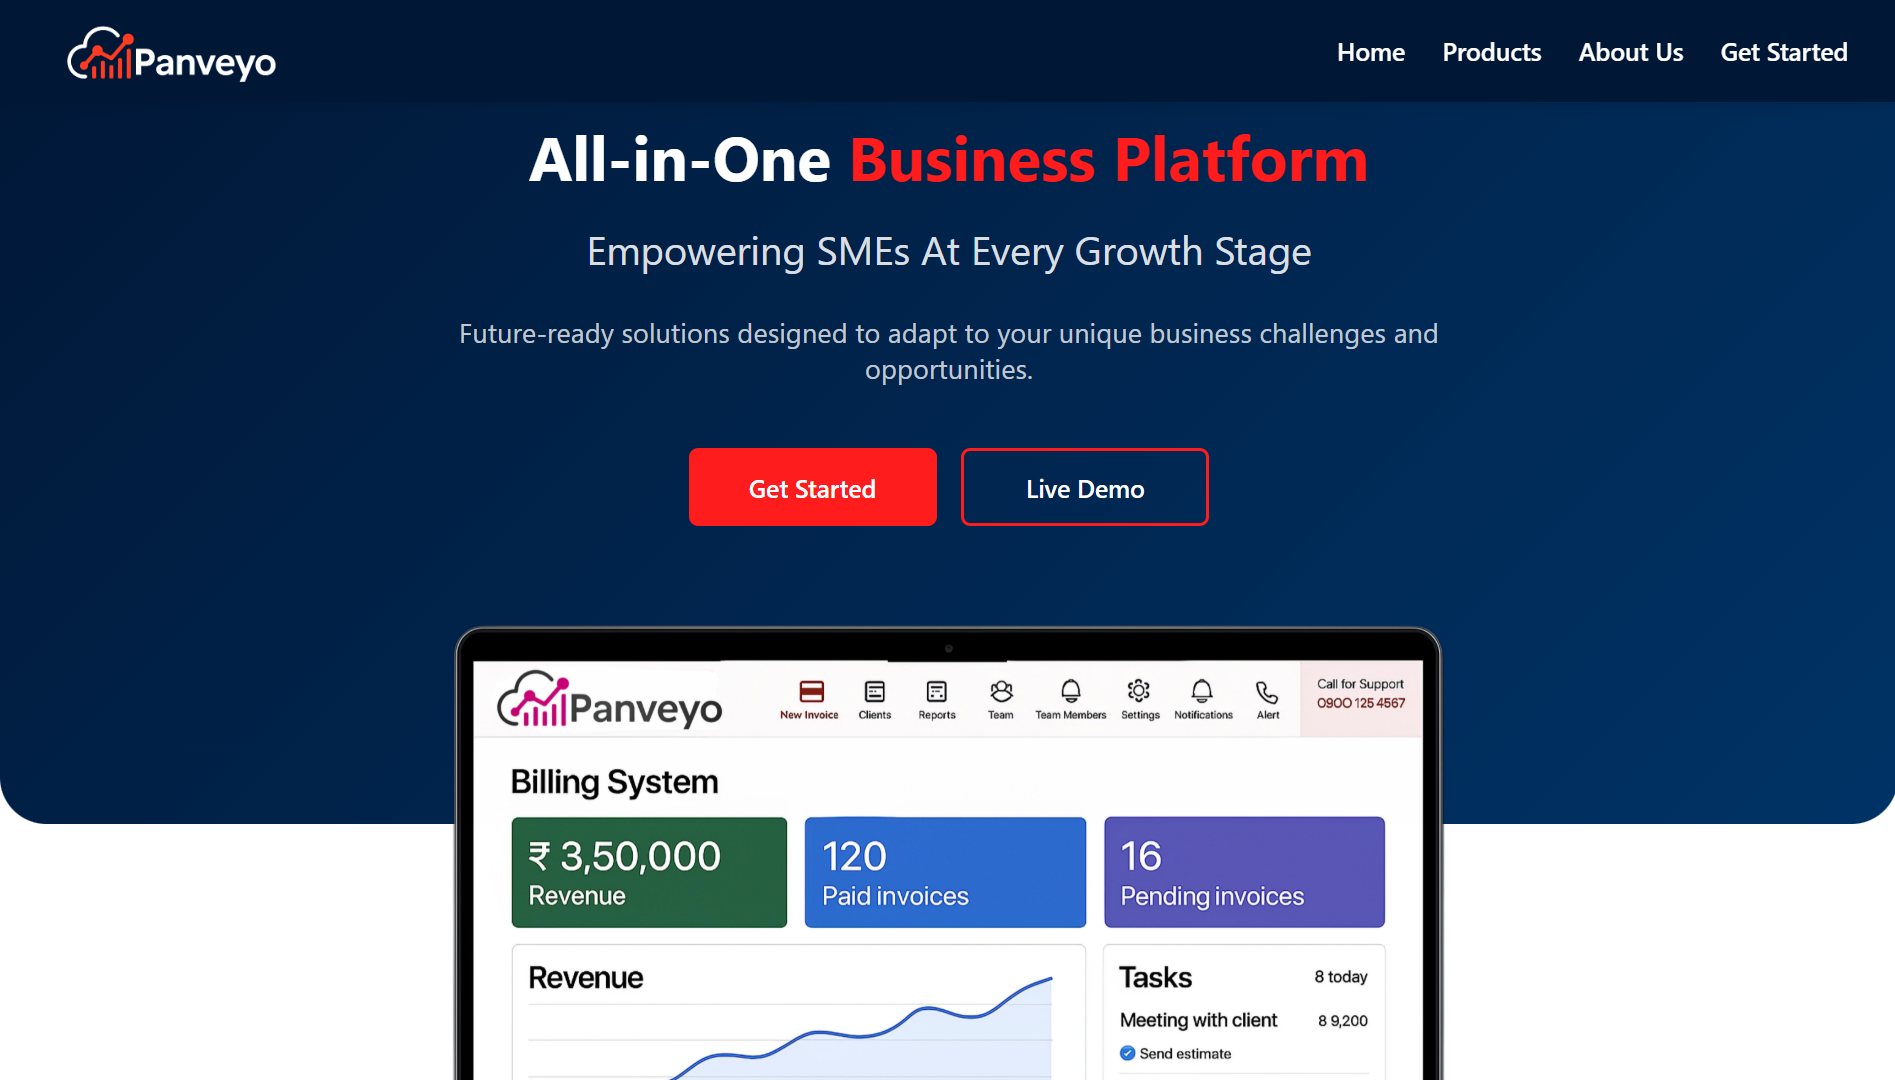 Panveyo
Home Products About Us Get Started
All-in-One Business Platform
Empowering SMEs At Every Growth Stage
Future-ready solutions designed to adapt to your unique business challenges and
opportunities.
Get Started Live Demo
Panveyo
New Invoice Clients Reports Team Team Members Settings Notifications Alert
Call for Support
0900 125 4567
Billing System
₹ 3,50,000
Revenue
120
Paid invoices
16
Pending invoices
Revenue
Tasks 8 today
Meeting with client 8 9,200
Send estimate